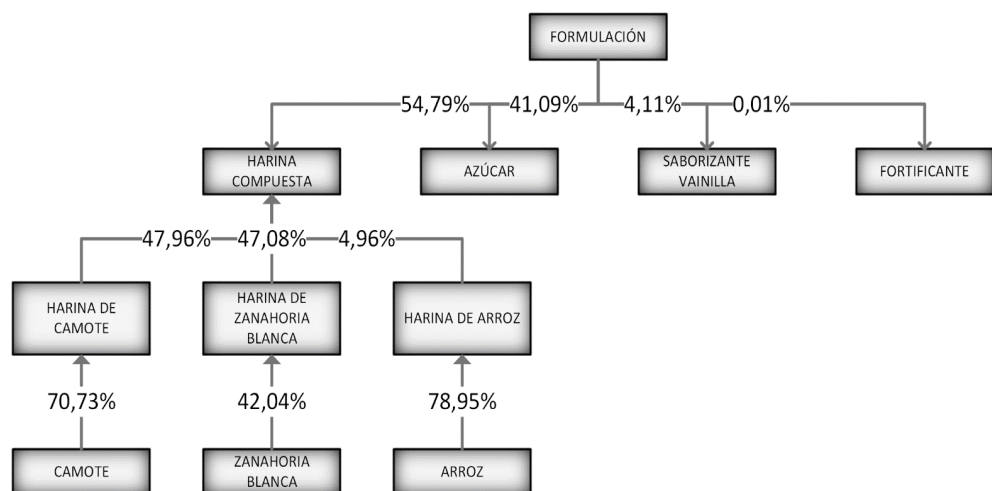 FORMULACIÓN
54,79%
41,09%
4,11%
0,01%
HARINA
COMPUESTA
AZÚCAR
SABORIZANTE
VAINILLA
FORTIFICANTE
47,96%
47,08%
4,96%
HARINA DE
CAMOTE
HARINA DE
ZANAHORIA
BLANCA
HARINA DE ARROZ
70,73%
42,04%
78,95%
CAMOTE
ZANAHORIA
BLANCA
ARROZ